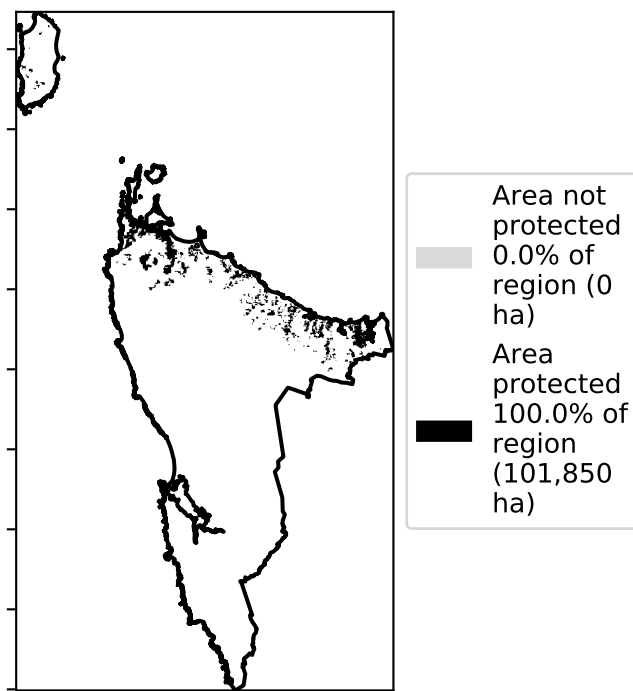 Area not
protected
0.0% of
region (0
ha)
Area
protected
100.0% of
region
(101,850
ha)